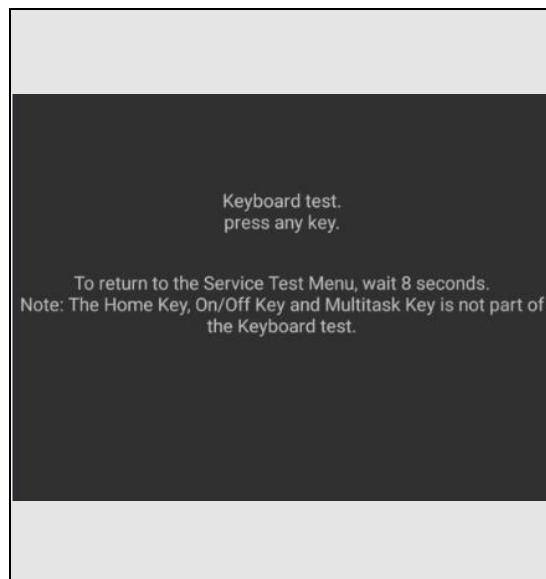 Keyboard test.
press any key.
To return to the Service Test Menu, wait 8 seconds.
Note: The Home Key, On/Off Key and Multitask Key is not part of
the Keyboard test.